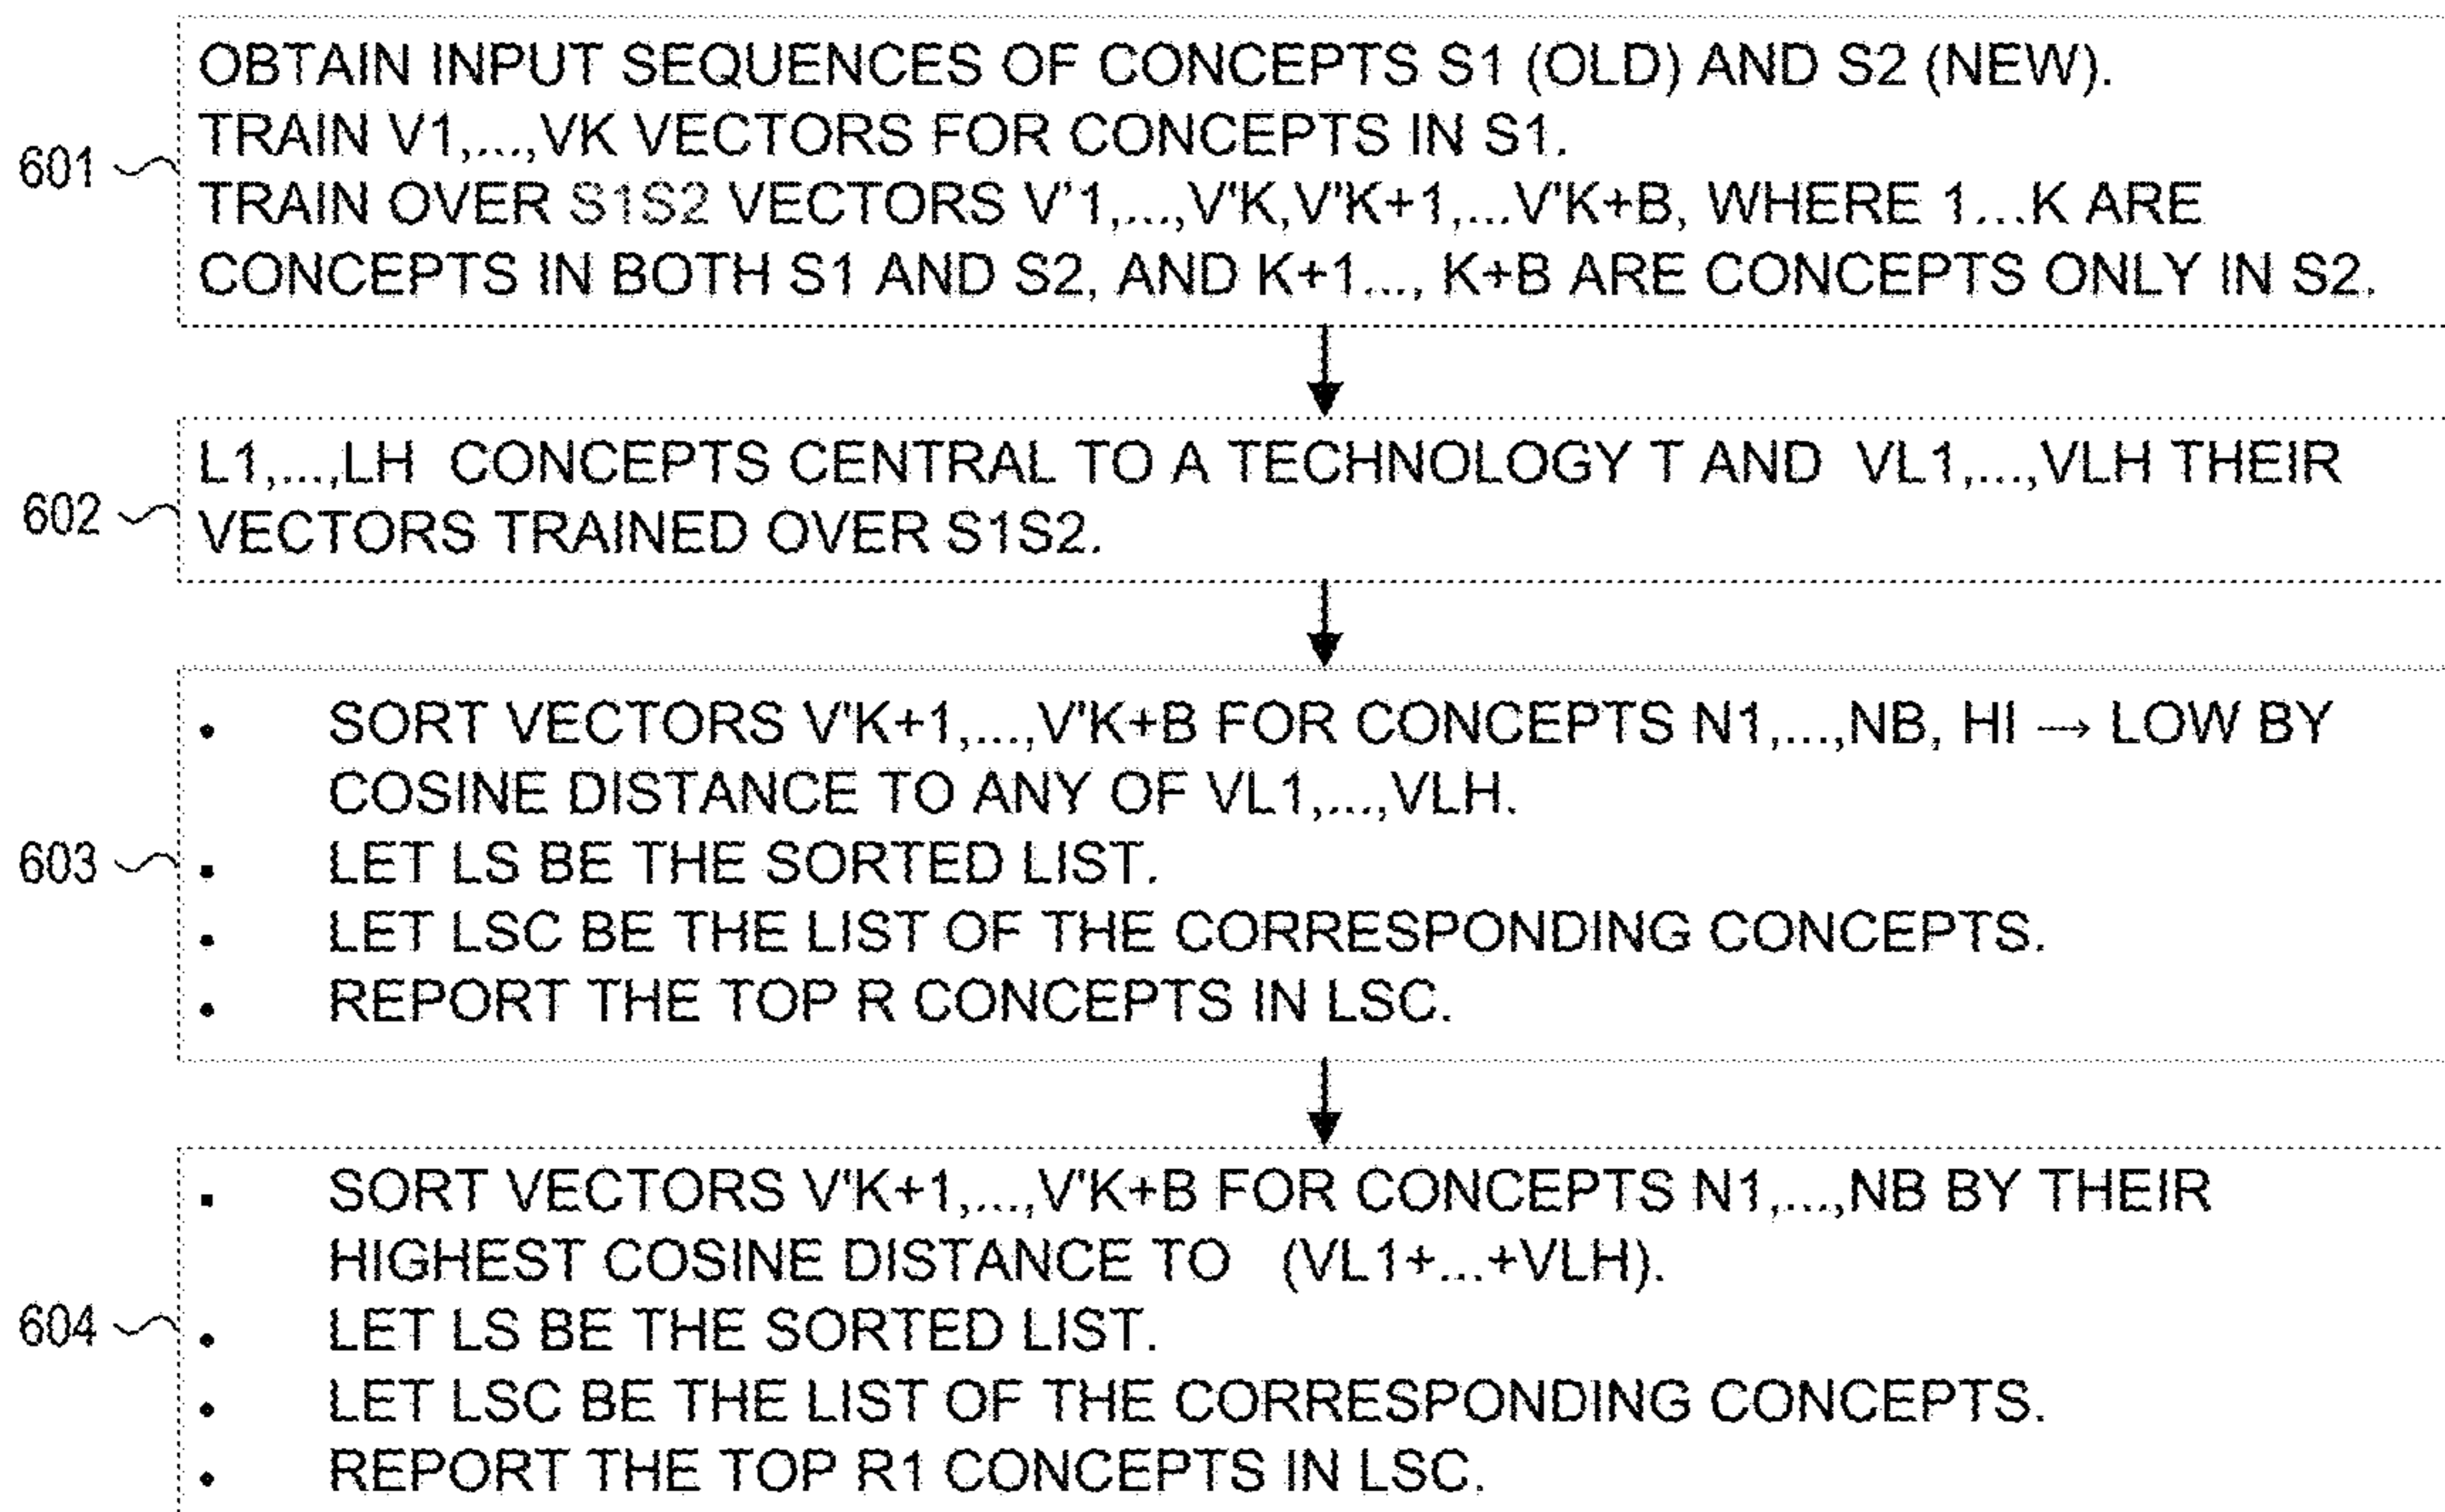 OBTAIN INPUT SEQUENCES OF CONCEPTS S1 (OLD) AND S2 (NEW).
TRAIN V1,...,VK VECTORS FOR CONCEPTS IN S1.
601
TRAIN OVER S1S2 VECTORS V'1,...,V'K,V'K+1,...V'K+B, WHERE 1...K ARE
CONCEPTS IN BOTH S1 AND S2, AND K+1..., K+B ARE CONCEPTS ONLY IN S2.
L1,...,LH CONCEPTS CENTRAL TO A TECHNOLOGY T AND VL1,...,VLH THEIR
602
VECTORS TRAINED OVER S1S2.
• SORT VECTORS V'K+1,...,V'K+B FOR CONCEPTS N1,...,NB, HI → LOW BY
COSINE DISTANCE TO ANY OF VL1,...,VLH.
603
• LET LS BE THE SORTED LIST.
• LET LSC BE THE LIST OF THE CORRESPONDING CONCEPTS.
• REPORT THE TOP R CONCEPTS IN LSC.
• SORT VECTORS V'K+1,...,V'K+B FOR CONCEPTS N1,...,NB BY THEIR
HIGHEST COSINE DISTANCE TO (VL1+...+VLH).
604
• LET LS BE THE SORTED LIST.
• LET LSC BE THE LIST OF THE CORRESPONDING CONCEPTS.
• REPORT THE TOP R1 CONCEPTS IN LSC.